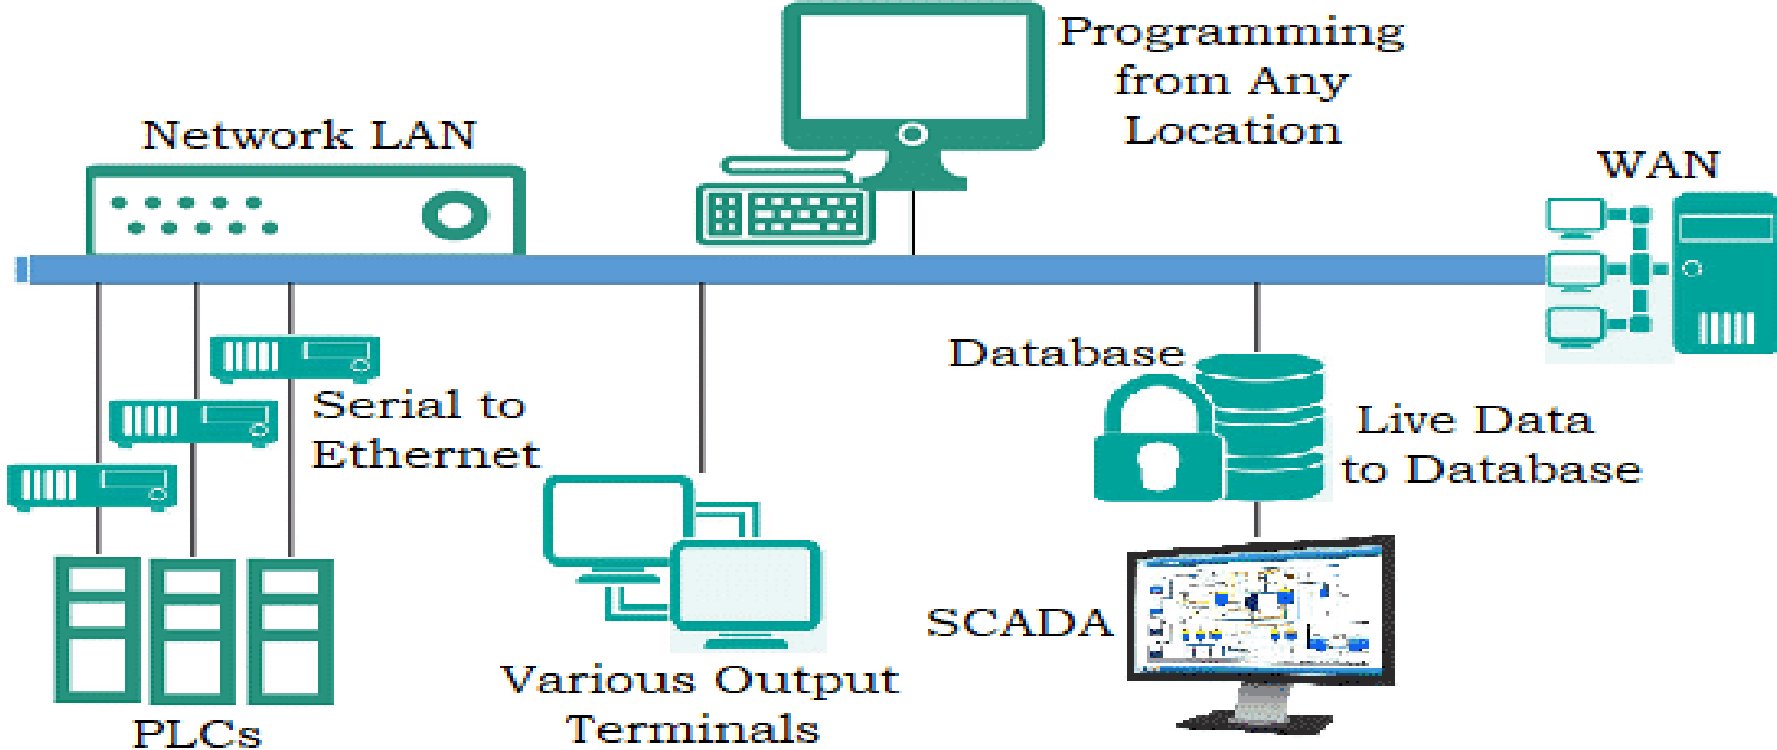 Programming
from Any
Location
Network LAN
WAN
Database
Serial to
Ethernet
Live Data
to Database
SCADA
Various Output
Terminals
PLCs